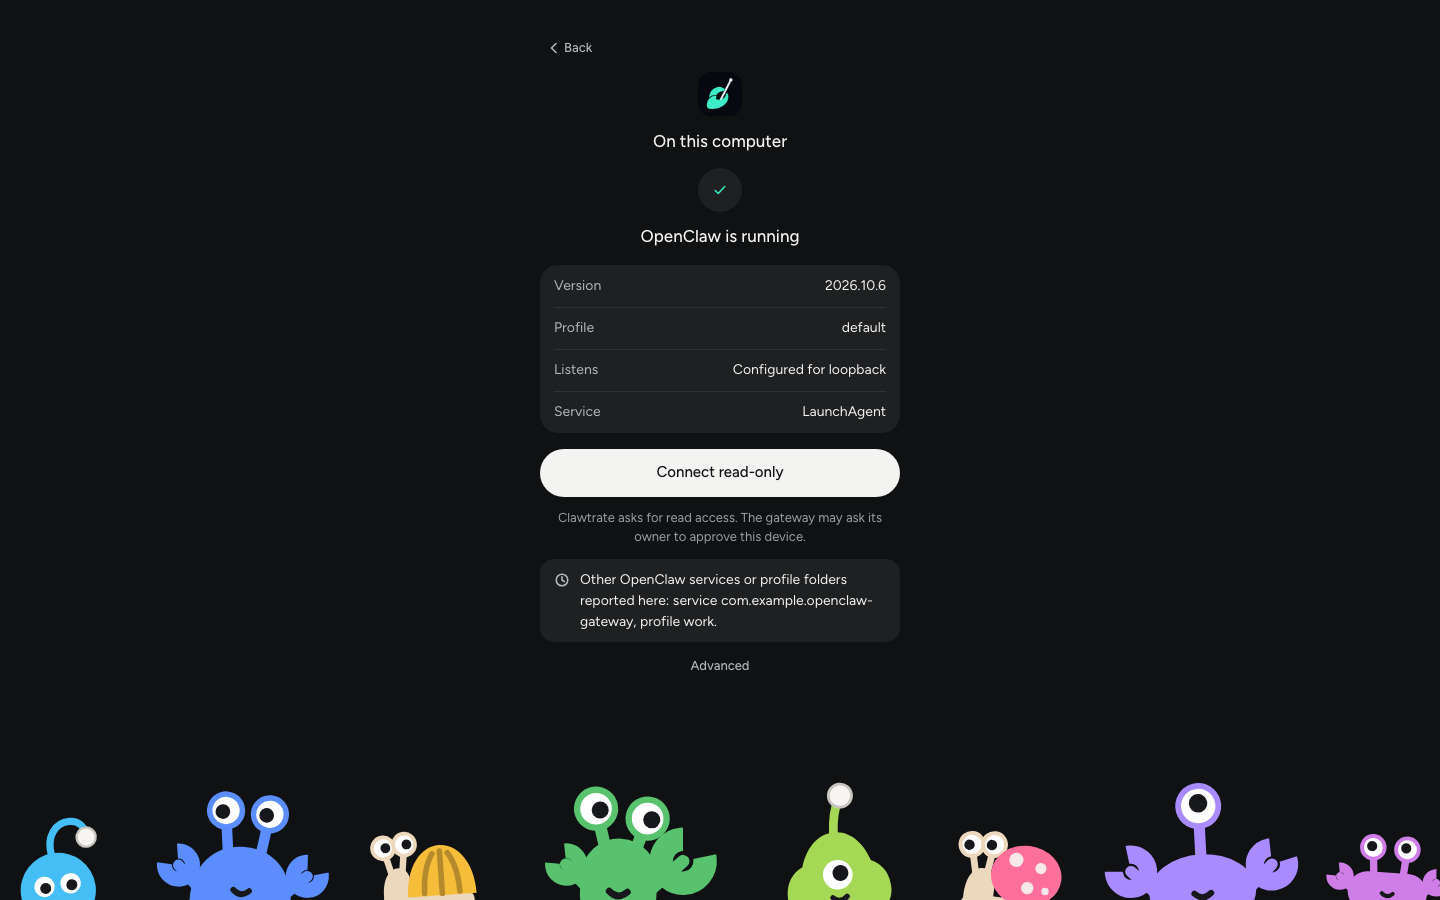 Back
On this computer
OpenClaw is running
Version 2026.10.6
Profile default
Listens Configured for loopback
Service LaunchAgent
Connect read-only
Clawtrate asks for read access. The gateway may ask its
owner to approve this device.
Other OpenClaw services or profile folders
reported here: service com.example.openclaw-
gateway, profile work.
Advanced